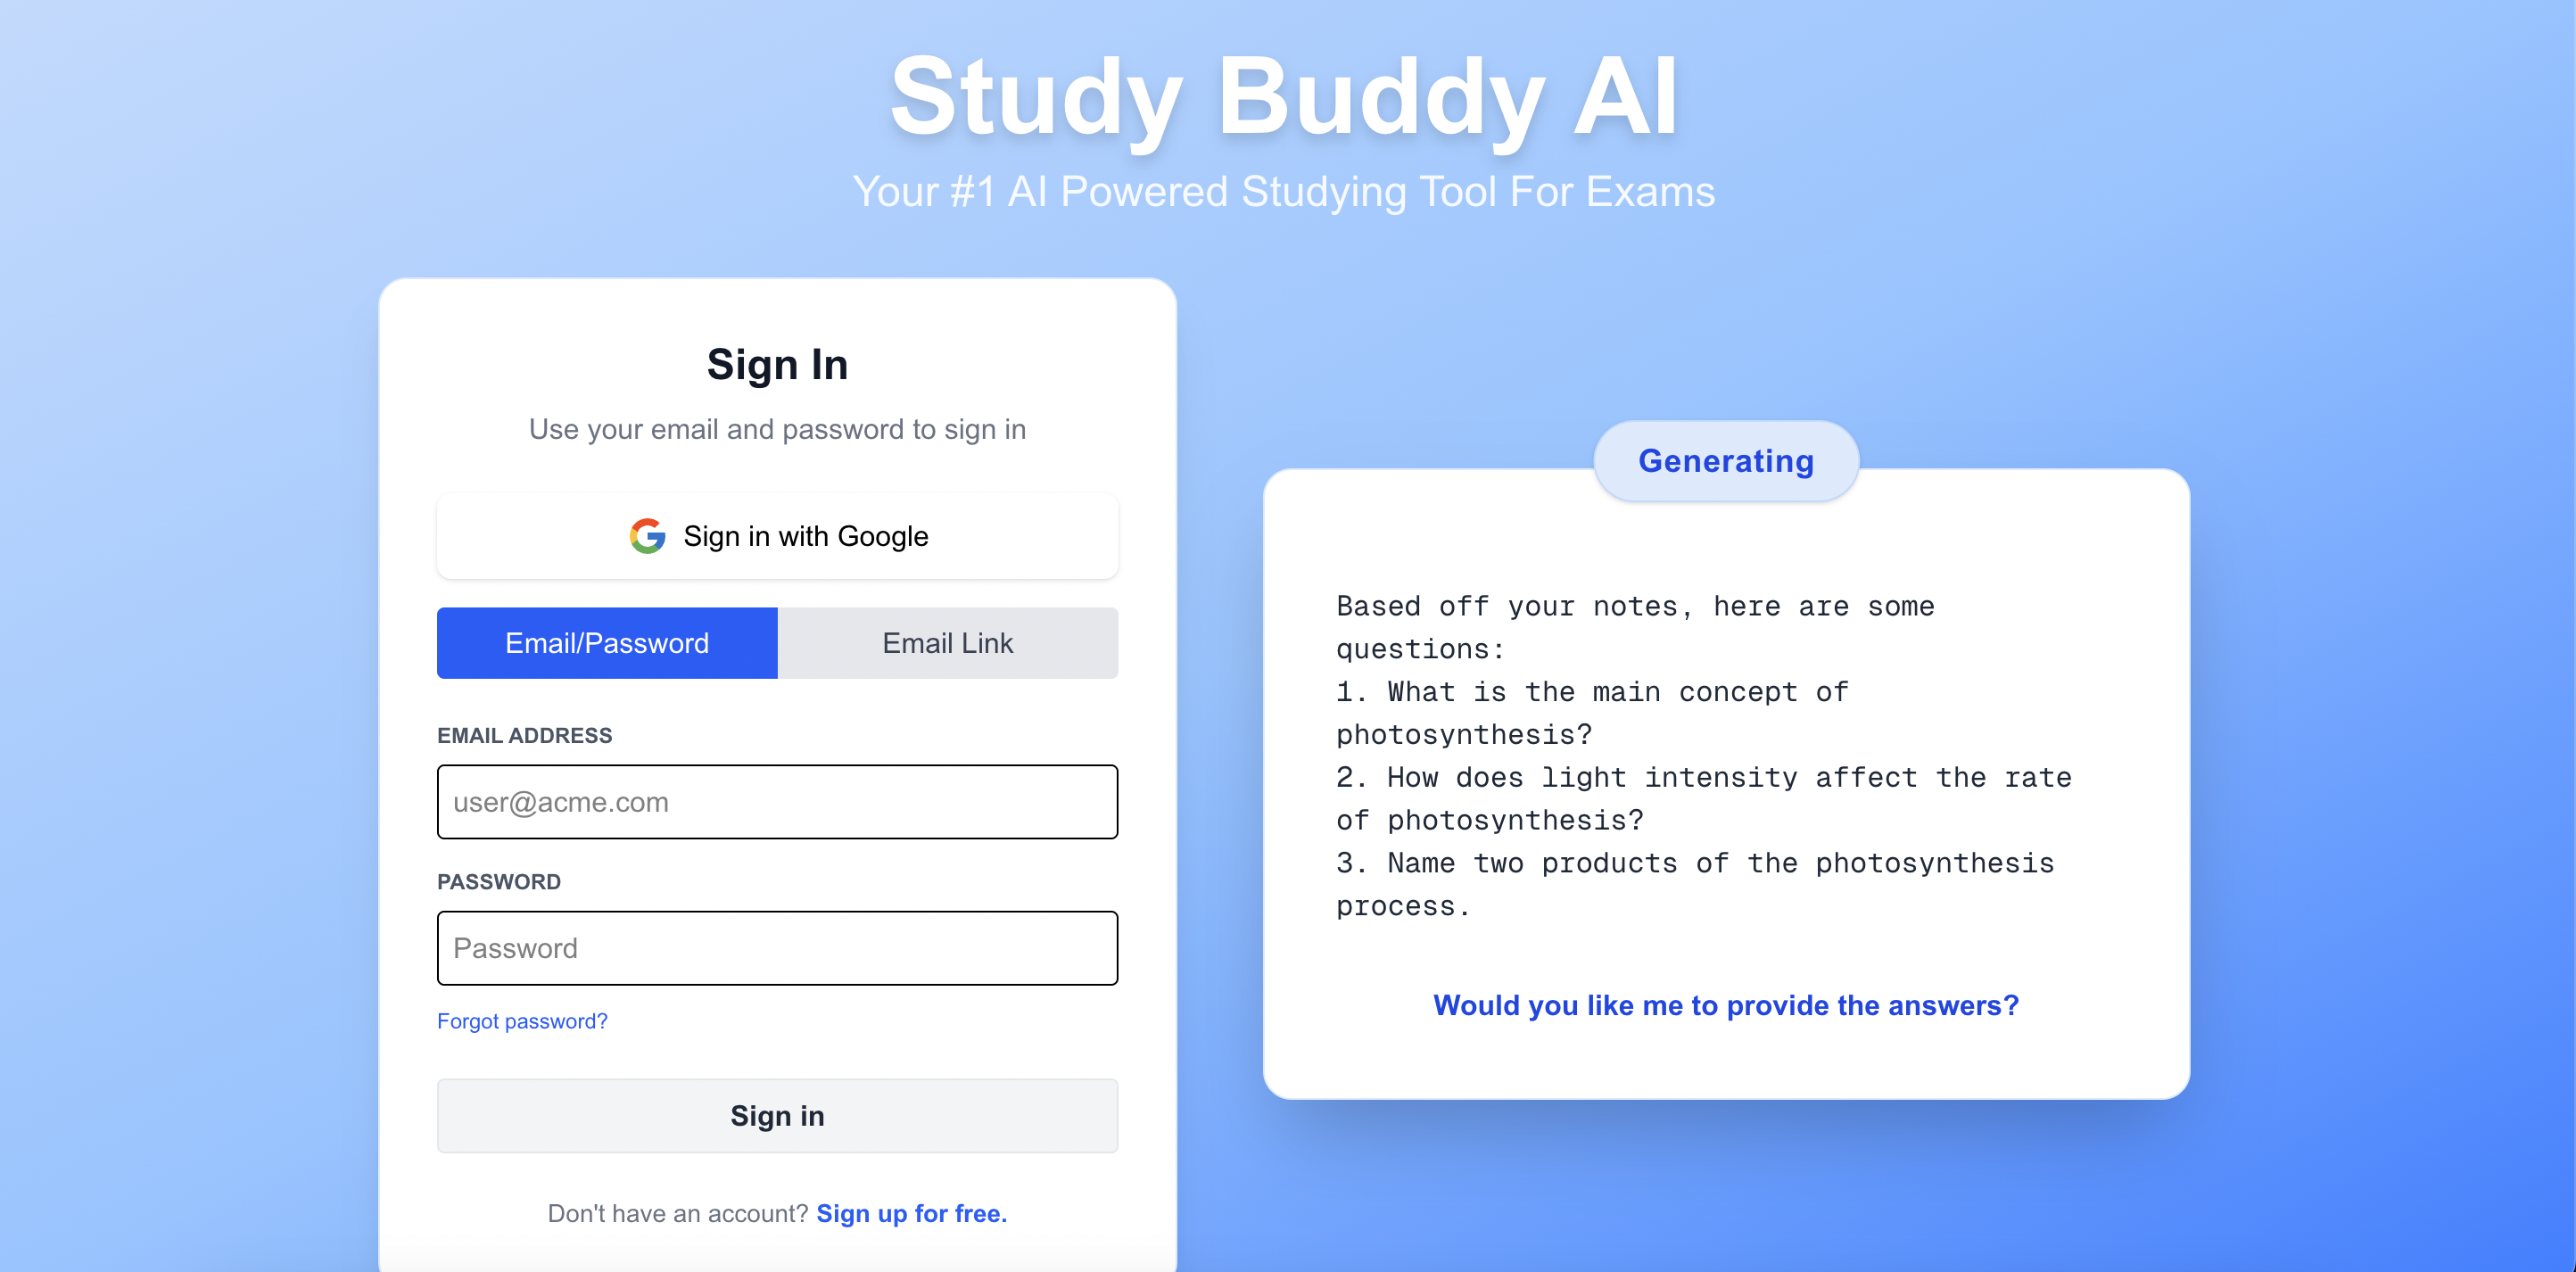 Study Buddy AI
Your #1 AI Powered Studying Tool For Exams
Sign In
Use your email and password to sign in
Sign in with Google
Email/Password
Email Link
EMAIL ADDRESS
user@acme.com
PASSWORD
Password
Forgot password?
Sign in
Don't have an account? Sign up for free.
Generating
Based off your notes, here are some
questions:
1. What is the main concept of
photosynthesis?
2. How does light intensity affect the rate
of photosynthesis?
3. Name two products of the photosynthesis
process.
Would you like me to provide the answers?